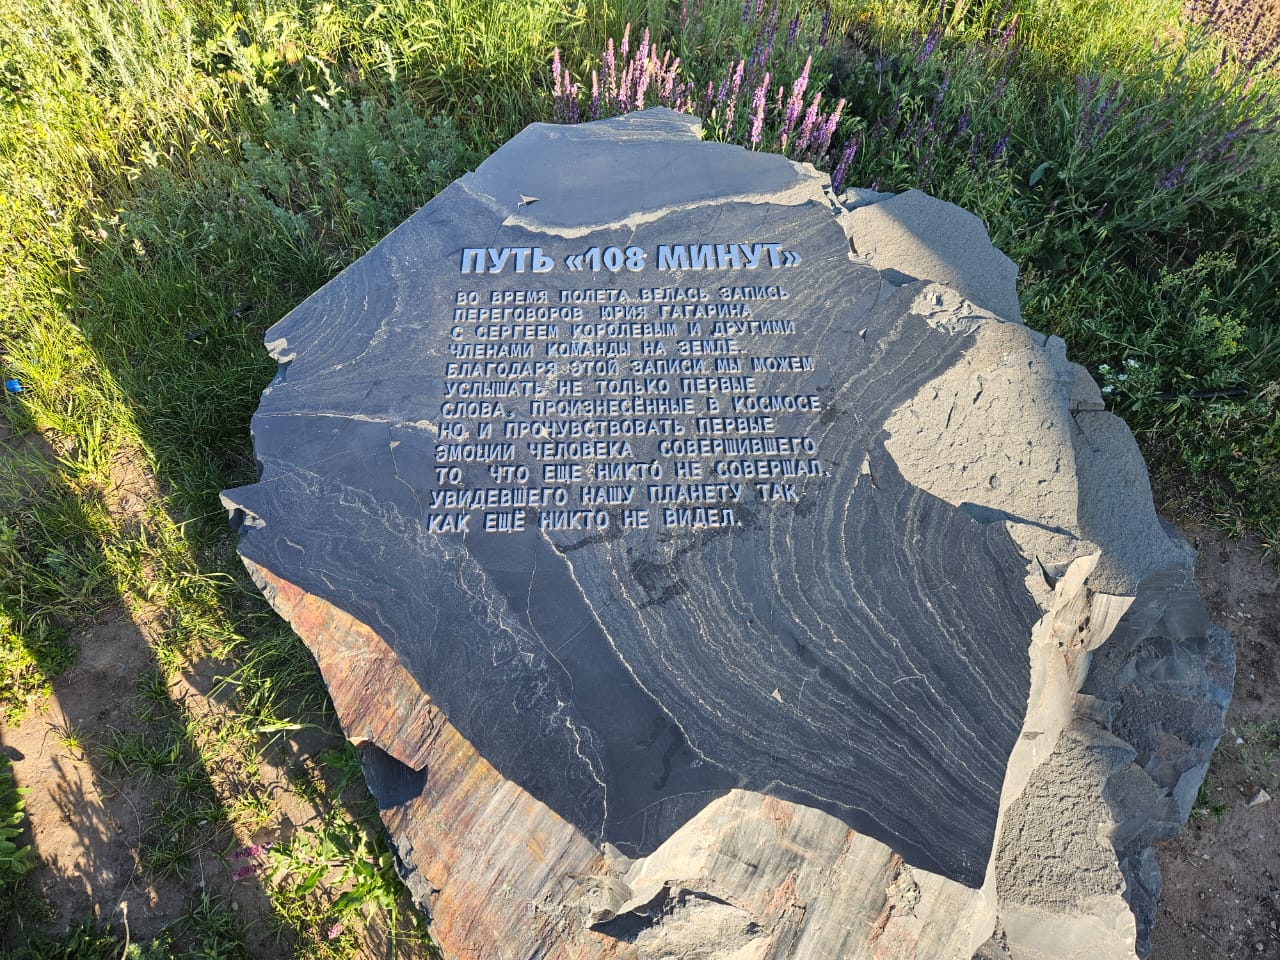 ПУТЬ «108 МИНУТ»
ВО ВРЕМЯ ПОЛЕТА ВЕЛАСЬ ЗАПИСЬ
ПЕРЕГОВОРОВ ЮРИЯ ГАГАРИНА
С СЕРГЕЕМ КОРОЛЕВЫМ И ДРУГИМИ
ЧЛЕНАМИ КОМАНДЫ НА ЗЕМЛЕ.
БЛАГОДАРЯ ЭТОЙ ЗАПИСИ МЫ МОЖЕМ
УСЛЫШАТЬ НЕ ТОЛЬКО ПЕРВЫЕ
СЛОВА, ПРОИЗНЕСЁННЫЕ В КОСМОСЕ
НО И ПРОЧУВСТВОВАТЬ ПЕРВЫЕ
ЭМОЦИИ ЧЕЛОВЕКА СОВЕРШИВШЕГО
ТО ЧТО ЕЩЕ НИКТО НЕ СОВЕРШАЛ.
УВИДЕВШЕГО НАШУ ПЛАНЕТУ ТАК
КАК ЕЩЁ НИКТО НЕ ВИДЕЛ.